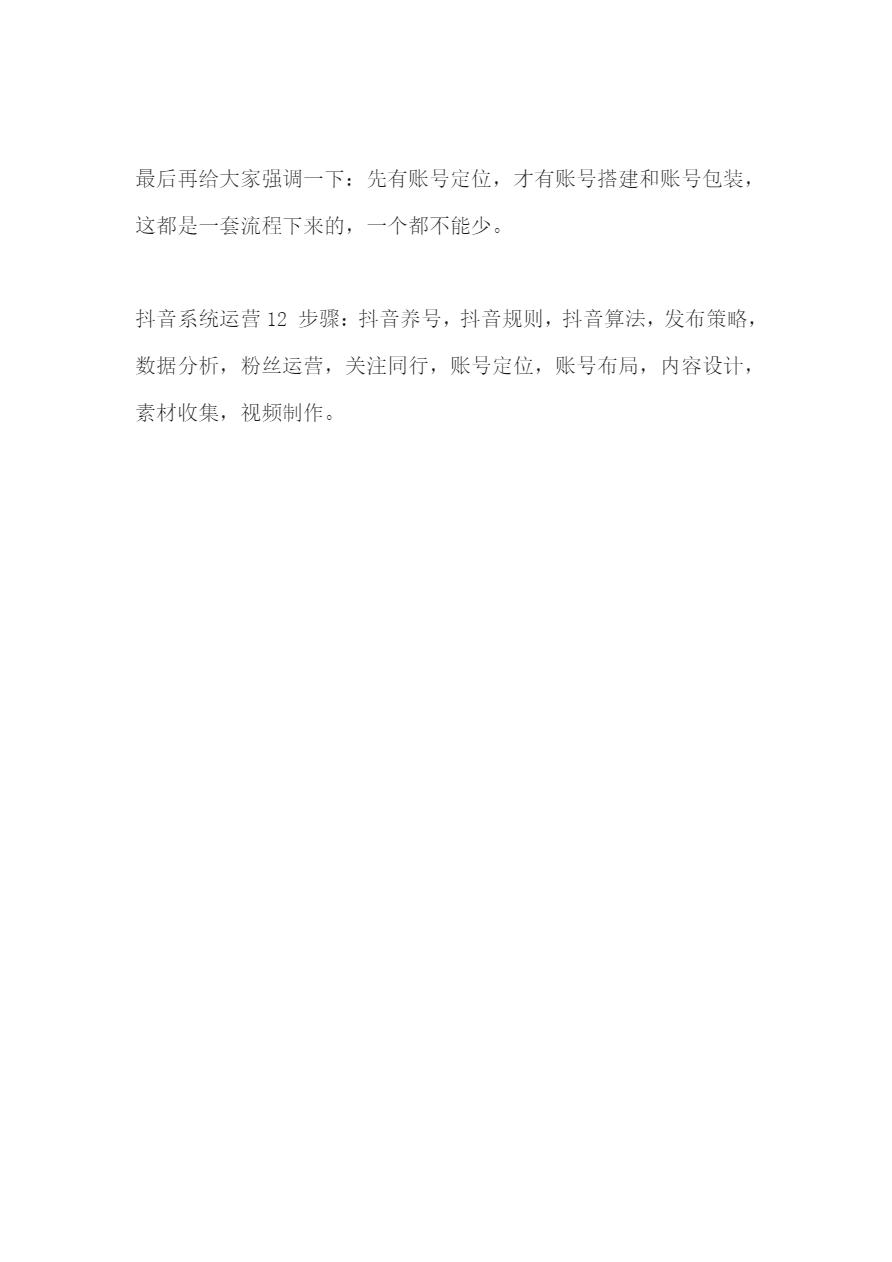 最后再给大家强调一下：先有账号定位，才有账号搭建和账号包装，
这都是一套流程下来的，一个都不能少。
抖音系统运营 12 步骤：抖音养号，抖音规则，抖音算法，发布策略，
数据分析，粉丝运营，关注同行，账号定位，账号布局，内容设计，
素材收集，视频制作。